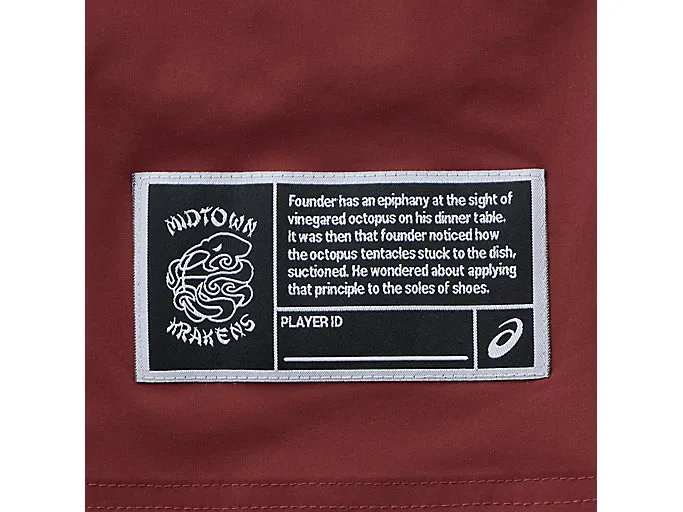 MIDTOWN
KRAKENS
Founder has an epiphany at the sight of
vinegared octopus on his dinner table.
It was then that founder noticed how
the octopus tentacles stuck to the dish,
suctioned. He wondered about applying
that principle to the soles of shoes.
PLAYER ID